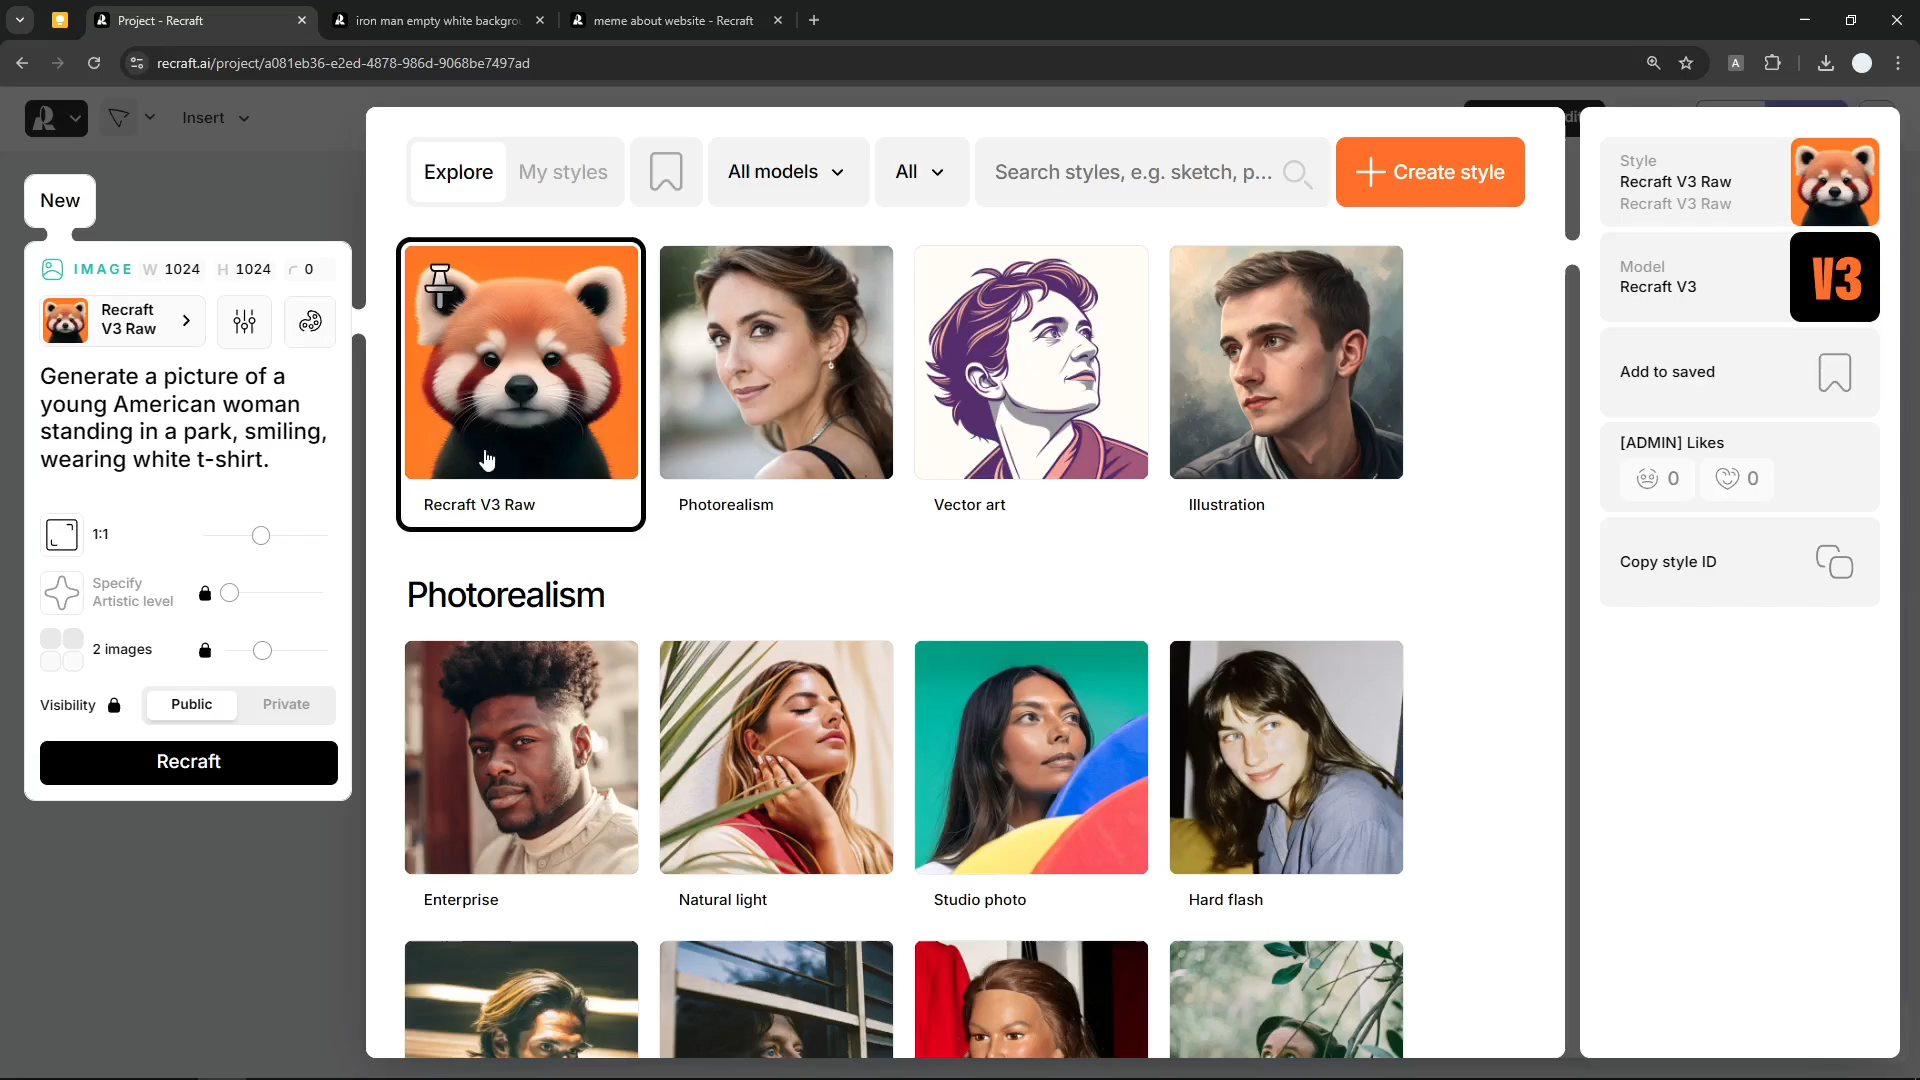 Project - Recraft
iron man empty white backgrou
meme about website - Recraft
recraft.ai/project/a081eb36-e2ed-4878-986d-9068be7497ad
A
Insert
New
IMAGE W 1024 H 1024 0
Recraft
V3 Raw
Generate a picture of a
young American woman
standing in a park, smiling,
wearing white t-shirt.
1:1
Specify
Artistic level
2 images
Visibility Public Private
Recraft
Explore My styles All models All Search styles, e.g. sketch, p... Create style
Recraft V3 Raw Photorealism Vector art Illustration
Photorealism
Enterprise Natural light Studio photo Hard flash
Style
Recraft V3 Raw
Recraft V3 Raw
Model
Recraft V3
V3
Add to saved
[ADMIN] Likes
0 0
Copy style ID